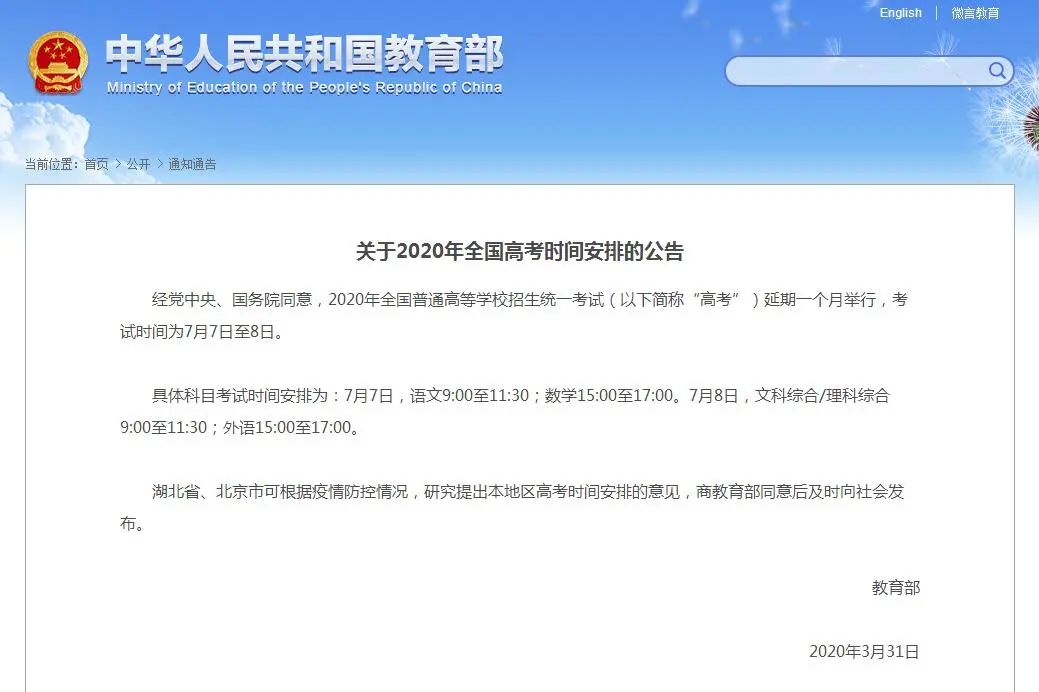 English | 微言教育
中华人民共和国教育部
Ministry of Education of the People's Republic of China
当前位置：首页 > 公开 > 通知通告
关于2020年全国高考时间安排的公告
经党中央、国务院同意，2020年全国普通高等学校招生统一考试（以下简称“高考”）延期一个月举行，考
试时间为7月7日至8日。
具体科目考试时间安排为：7月7日，语文9:00至11:30；数学15:00至17:00。7月8日，文科综合/理科综合
9:00至11:30；外语15:00至17:00。
湖北省、北京市可根据疫情防控情况，研究提出本地区高考时间安排的意见，商教育部同意后及时向社会发
布。
教育部
2020年3月31日